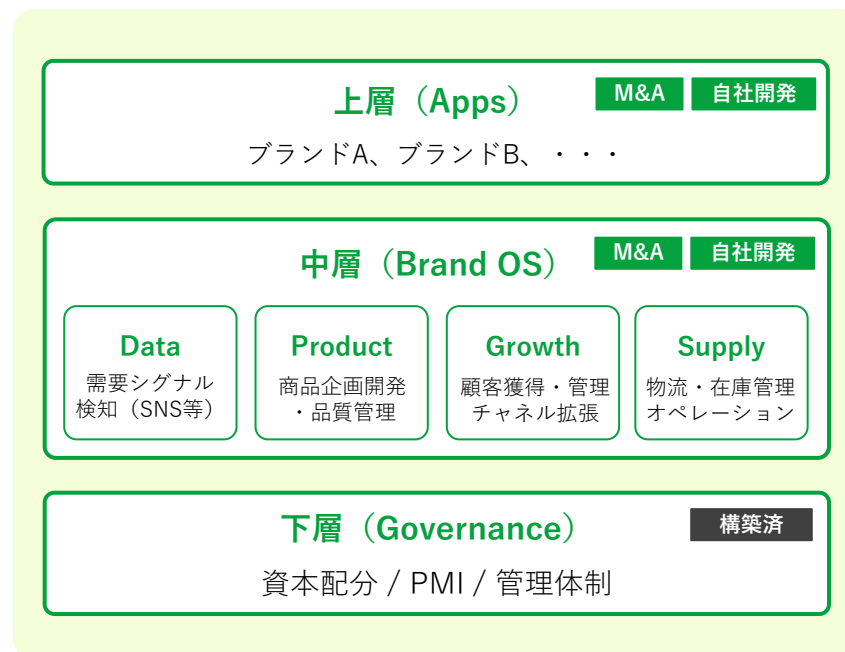 上層（Apps）
M&A
自社開発
ブランドA、ブランドB、・・・
中層（Brand OS）
M&A
自社開発
Data
需要シグナル
検知（SNS等）
Product
商品企画開発
・品質管理
Growth
顧客獲得・管理
チャネル拡張
Supply
物流・在庫管理
オペレーション
下層（Governance）
構築済
資本配分 / PMI / 管理体制